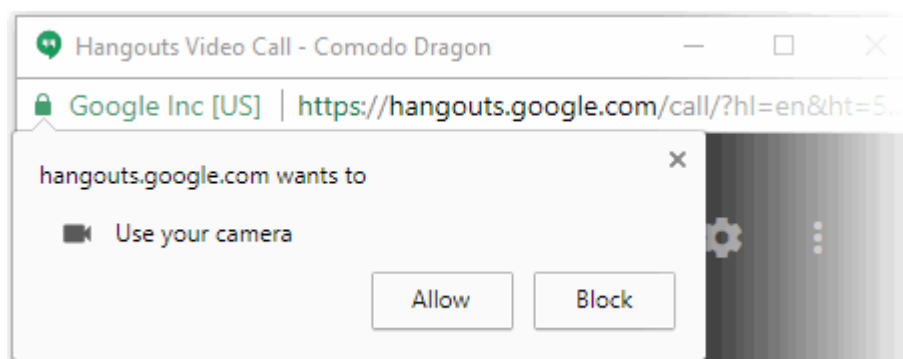 Hangouts Video Call - Comodo Dragon
Google Inc [US] | https://hangouts.google.com/call/?hl=en&ht=5...
hangouts.google.com wants to
Use your camera
Allow Block